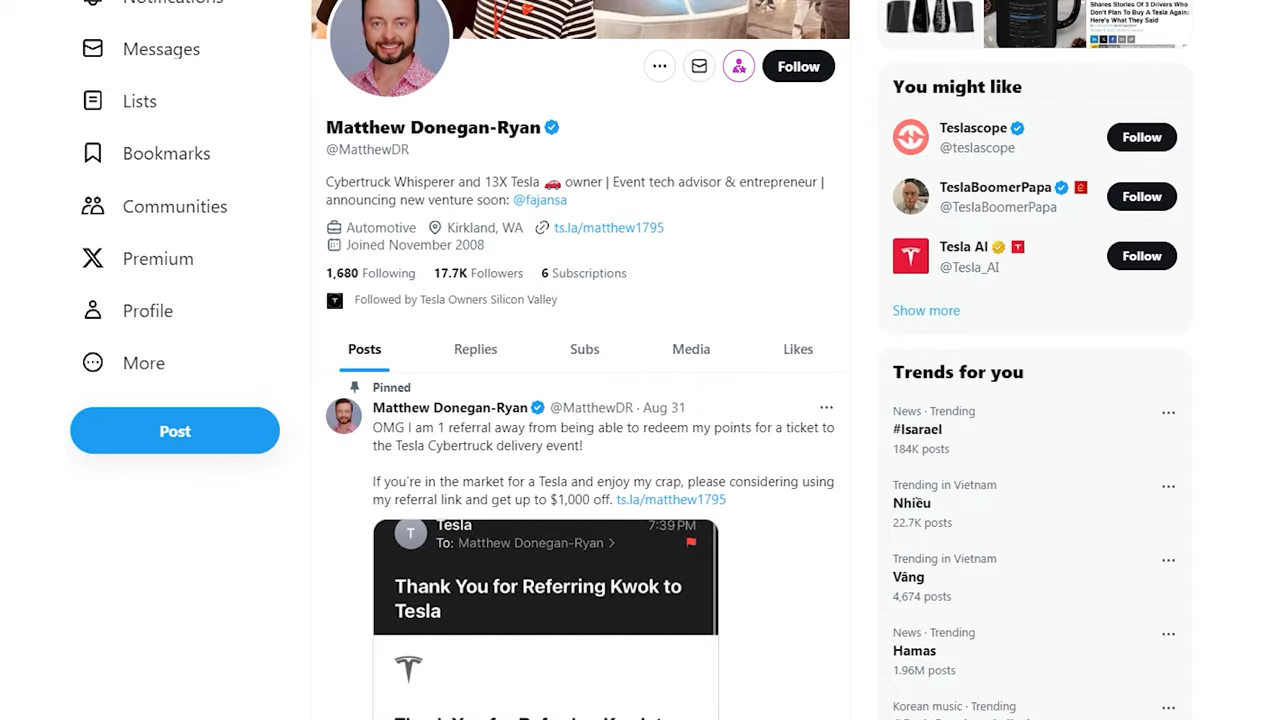 Notifications
Messages
Lists
Bookmarks
Communities
Premium
Profile
More
Post
Follow
Matthew Donegan-Ryan
@MatthewDR
Cybertruck Whisperer and 13X Tesla 🚗 owner | Event tech advisor & entrepreneur |
announcing new venture soon: @fajansa
Automotive Kirkland, WA ts.la/matthew1795
Joined November 2008
1,680 Following 17.7K Followers 6 Subscriptions
Followed by Tesla Owners Silicon Valley
Posts Replies Subs Media Likes
Pinned
Matthew Donegan-Ryan @MatthewDR · Aug 31
OMG I am 1 referral away from being able to redeem my points for a ticket to
the Tesla Cybertruck delivery event!
If you're in the market for a Tesla and enjoy my crap, please considering using
my referral link and get up to $1,000 off. ts.la/matthew1795
T
Tesla 7:39 PM
To: Matthew Donegan-Ryan >
Thank You for Referring Kwok to
Tesla
Shares Stories Of 3 Drivers Who
Don't Plan To Buy A Tesla Again:
Here's What They Said
You might like
Teslascope
@teslascope
Follow
TeslaBoomerPapa
@TeslaBoomerPapa
Follow
Tesla AI
@Tesla_AI
Follow
Show more
Trends for you
News · Trending
#Isarael
184K posts
Trending in Vietnam
Nhiều
22.7K posts
Trending in Vietnam
Vâng
4,674 posts
News · Trending
Hamas
1.96M posts
Korean music · Trending